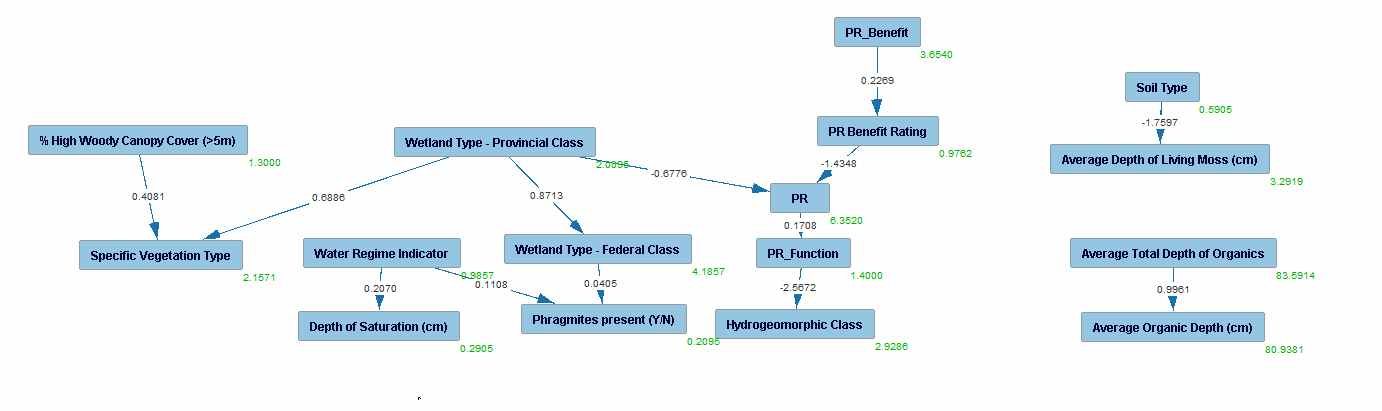 PR_Benefit
3.6540
0.2269
Soil Type
0.5905
-1.7597
% High Woody Canopy Cover (>5m)
1.3000
Wetland Type - Provincial Class
PR Benefit Rating
0.9762
Average Depth of Living Moss (cm)
3.2919
-1.4348
-0.6776
0.4081
0.6886
0.8713
PR
6.3520
0.1708
Specific Vegetation Type
2.1571
Water Regime Indicator
0.9857
Wetland Type - Federal Class
4.1857
PR_Function
1.4000
Average Total Depth of Organics
83.5914
0.2070
0.1108
0.0405
-2.5672
0.9961
Depth of Saturation (cm)
0.2905
Phragmites present (Y/N)
0.2095
Hydrogeomorphic Class
2.9286
Average Organic Depth (cm)
80.9381